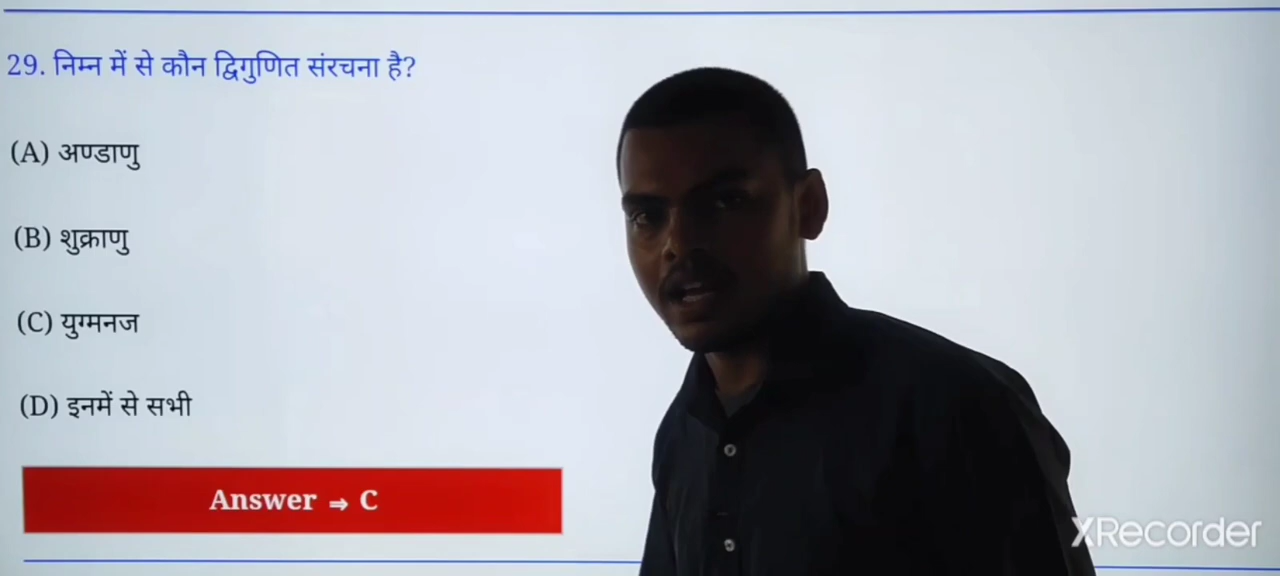 29. निम्न में से कौन द्विगुणित संरचना है?
(A) अण्डाणु
(B) शुक्राणु
(C) युग्मनज
(D) इनमें से सभी
Answer ⇒ C
XRecorder